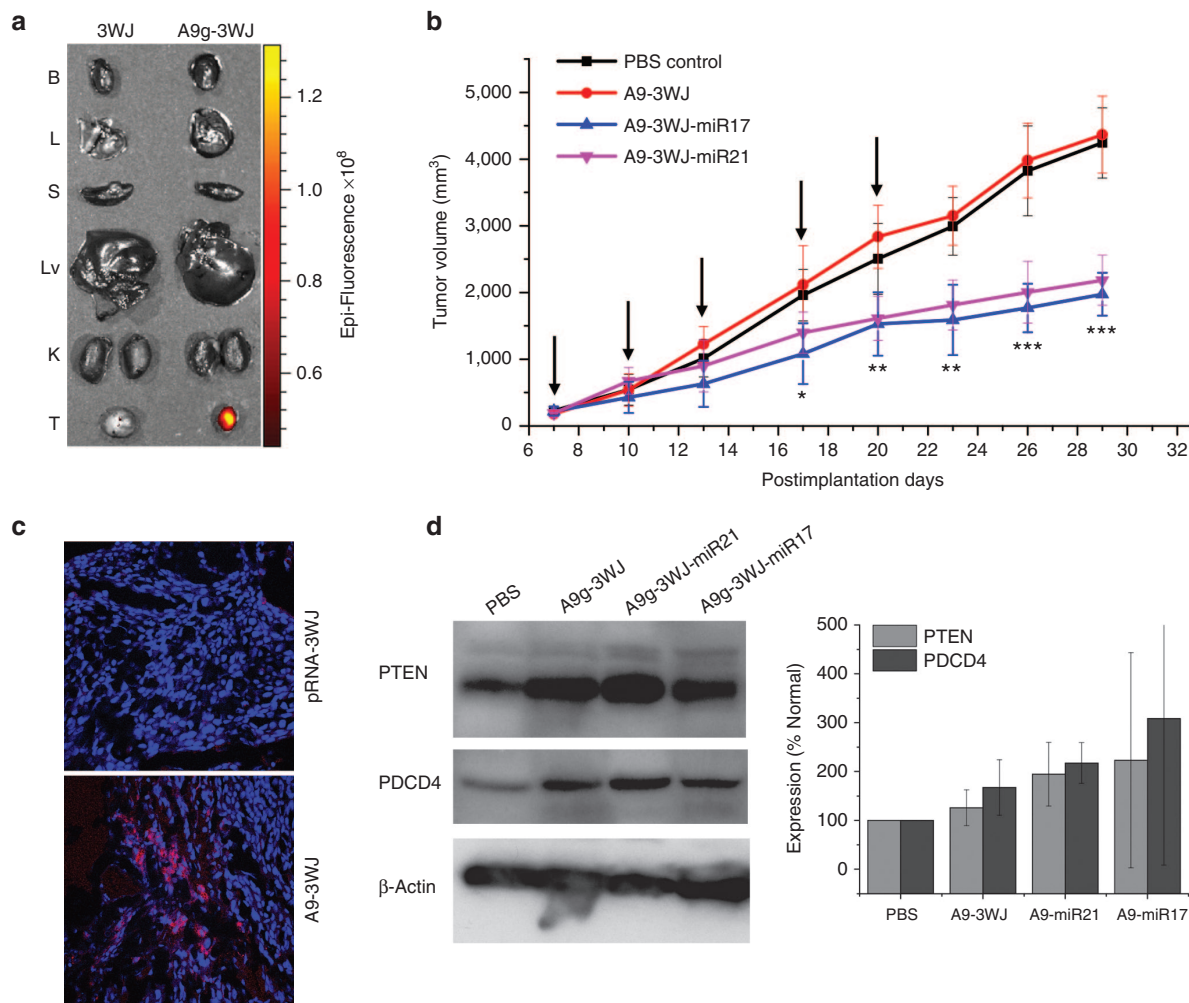 a
3WJ
A9g-3WJ
B
L
S
Lv
K
T
1.2
1.0
0.8
0.6
Epi-Fluorescence ×10⁸
b
PBS control
A9-3WJ
A9-3WJ-miR17
A9-3WJ-miR21
5,000
4,000
3,000
2,000
1,000
0
Tumor volume (mm³)
*
**
**
***
***
6 8 10 12 14 16 18 20 22 24 26 28 30 32
Postimplantation days
c
pRNA-3WJ
A9-3WJ
d
PBS
A9g-3WJ
A9g-3WJ-miR21
A9g-3WJ-miR17
PTEN
PDCD4
β-Actin
PTEN
PDCD4
500
400
300
200
100
0
Expression (% Normal)
PBS
A9-3WJ
A9-miR21
A9-miR17